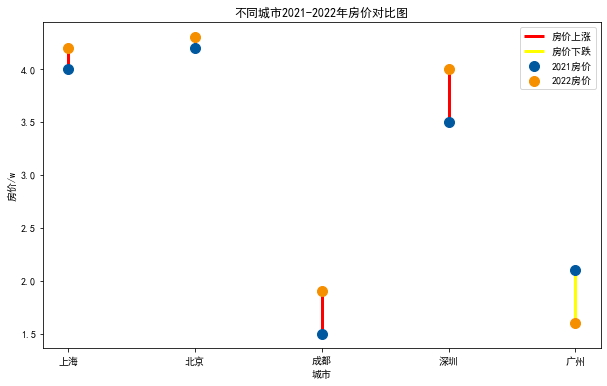 不同城市2021-2022年房价对比图
房价上涨
房价下跌
2021房价
2022房价
房价/w
4.0
3.5
3.0
2.5
2.0
1.5
上海
北京
成都
深圳
广州
城市